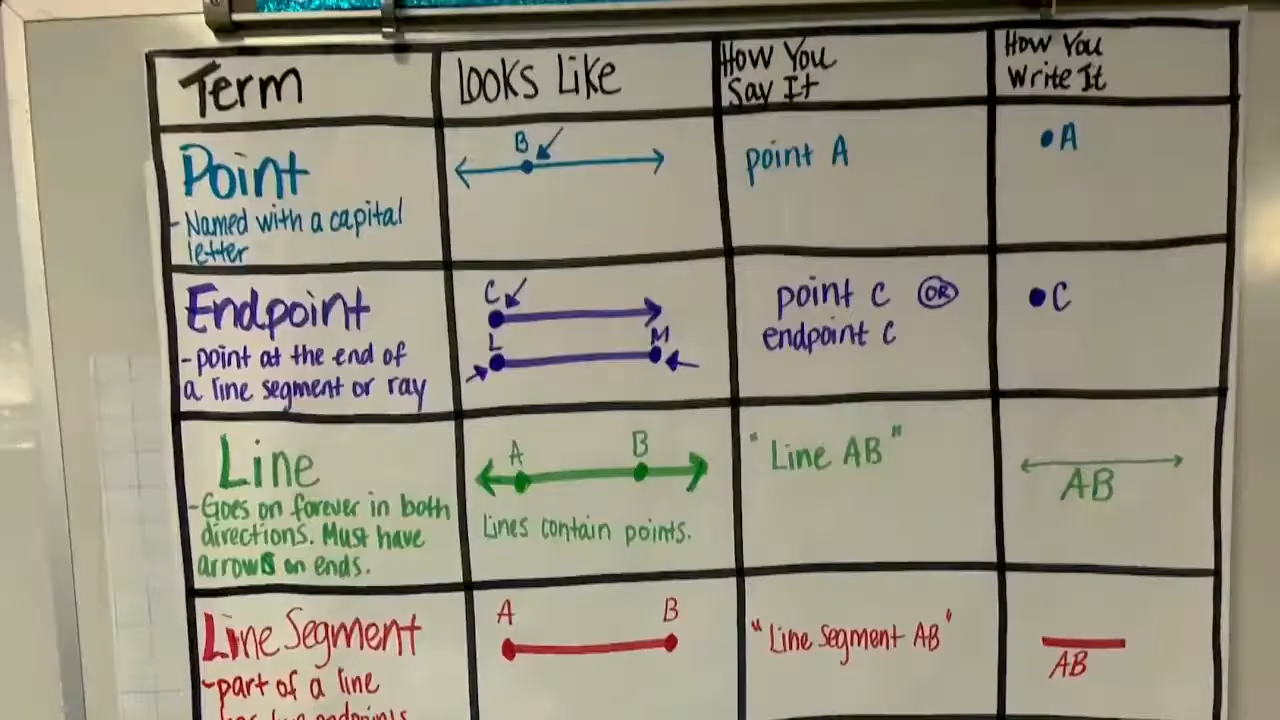 Term
Looks Like
How You
Say It
How You
Write It
Point
- Named with a capital
letter
B
point A
•A
Endpoint
- point at the end of
a line segment or ray
C
L
M
point C OR
endpoint C
•C
Line
- Goes on forever in both
directions. Must have
arrows on ends.
A
B
Lines contain points.
"Line AB"
AB
Line Segment
- part of a line
A
B
"Line Segment AB"
AB